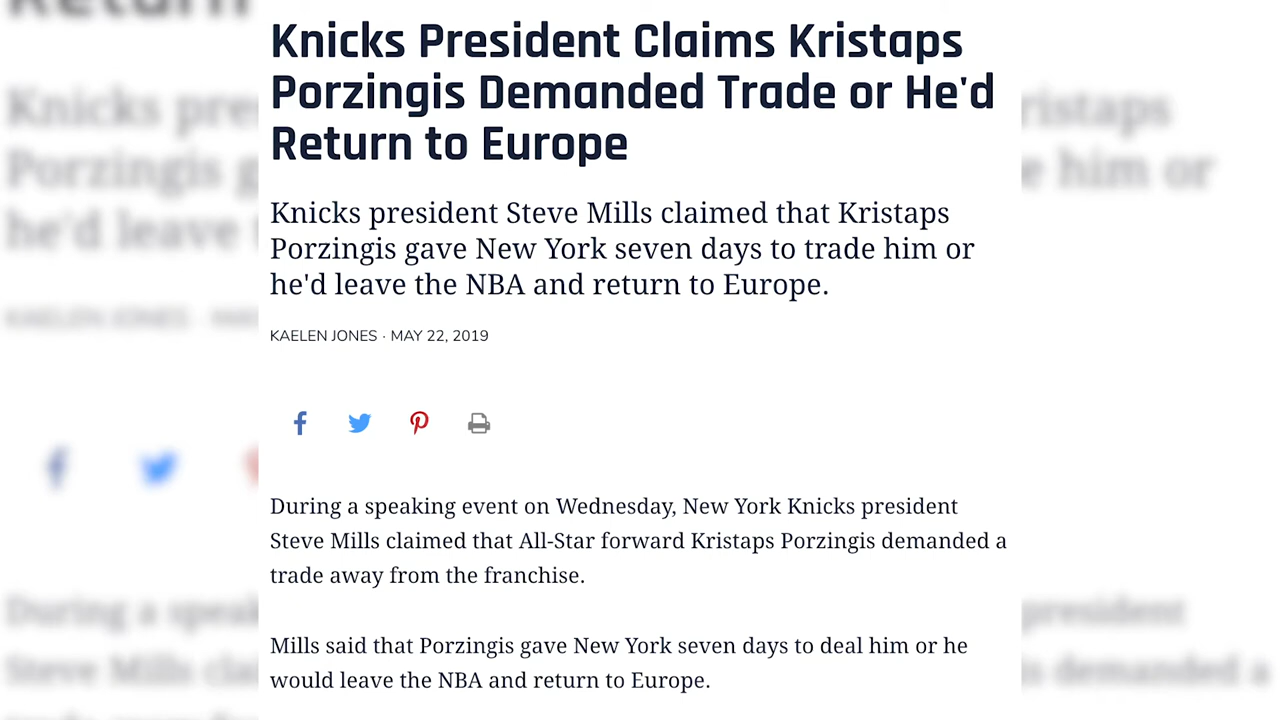 Knicks President Claims Kristaps
Porzingis Demanded Trade or He'd
Return to Europe
Knicks president Steve Mills claimed that Kristaps
Porzingis gave New York seven days to trade him or
he'd leave the NBA and return to Europe.
KAELEN JONES · MAY 22, 2019
During a speaking event on Wednesday, New York Knicks president
Steve Mills claimed that All-Star forward Kristaps Porzingis demanded a
trade away from the franchise.
Mills said that Porzingis gave New York seven days to deal him or he
would leave the NBA and return to Europe.